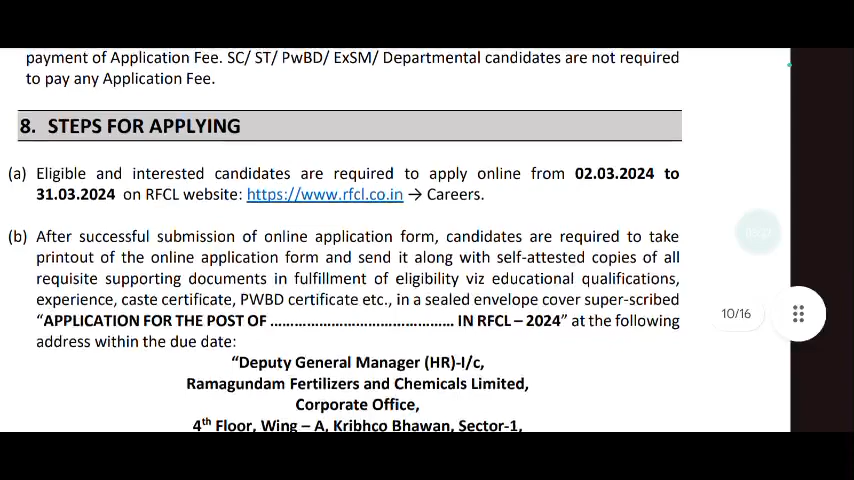 payment of Application Fee. SC/ ST/ PwBD/ ExSM/ Departmental candidates are not required
to pay any Application Fee.
8. STEPS FOR APPLYING
(a) Eligible and interested candidates are required to apply online from 02.03.2024 to
31.03.2024 on RFCL website: https://www.rfcl.co.in → Careers.
(b) After successful submission of online application form, candidates are required to take
printout of the online application form and send it along with self-attested copies of all
requisite supporting documents in fulfillment of eligibility viz educational qualifications,
experience, caste certificate, PWBD certificate etc., in a sealed envelope cover super-scribed
“APPLICATION FOR THE POST OF ………………………………………. IN RFCL – 2024” at the following
address within the due date:
“Deputy General Manager (HR)-I/c,
Ramagundam Fertilizers and Chemicals Limited,
Corporate Office,
4th Floor, Wing – A, Kribhco Bhawan, Sector-1,
10/16